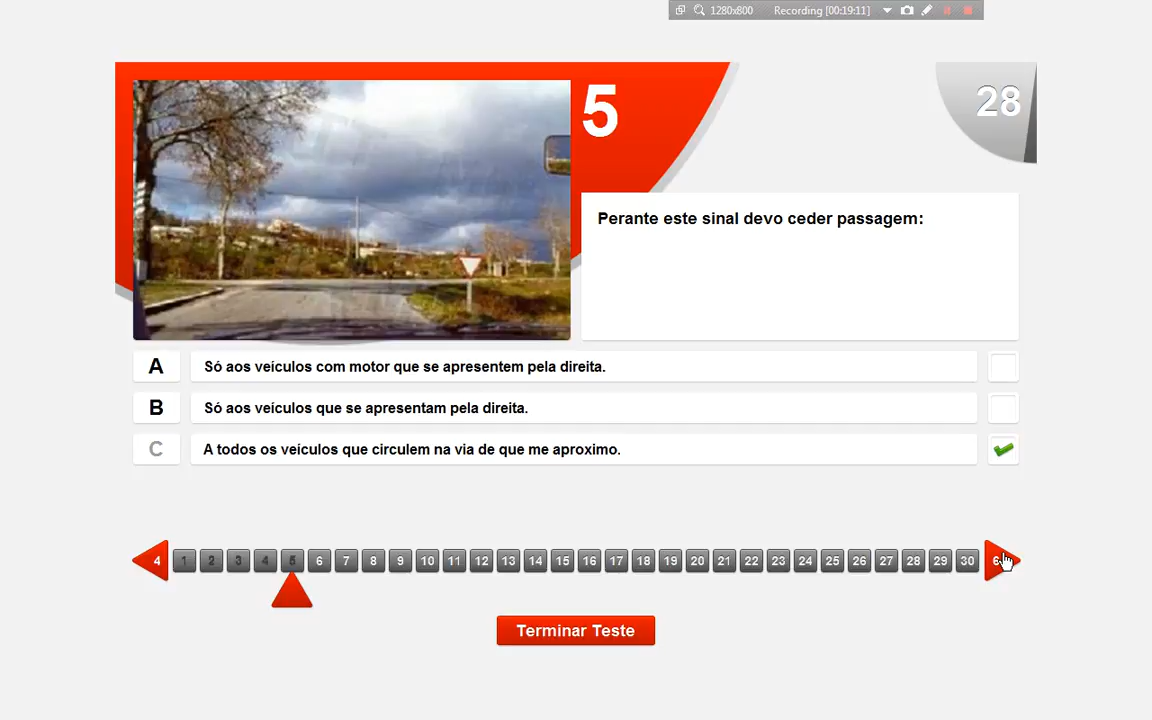 1280x800 Recording [00:19:11]
5
28
Perante este sinal devo ceder passagem:
A Só aos veículos com motor que se apresentem pela direita.
B Só aos veículos que se apresentam pela direita.
C A todos os veículos que circulem na via de que me aproximo.
4 1 2 3 4 5 6 7 8 9 10 11 12 13 14 15 16 17 18 19 20 21 22 23 24 25 26 27 28 29 30 6
Terminar Teste